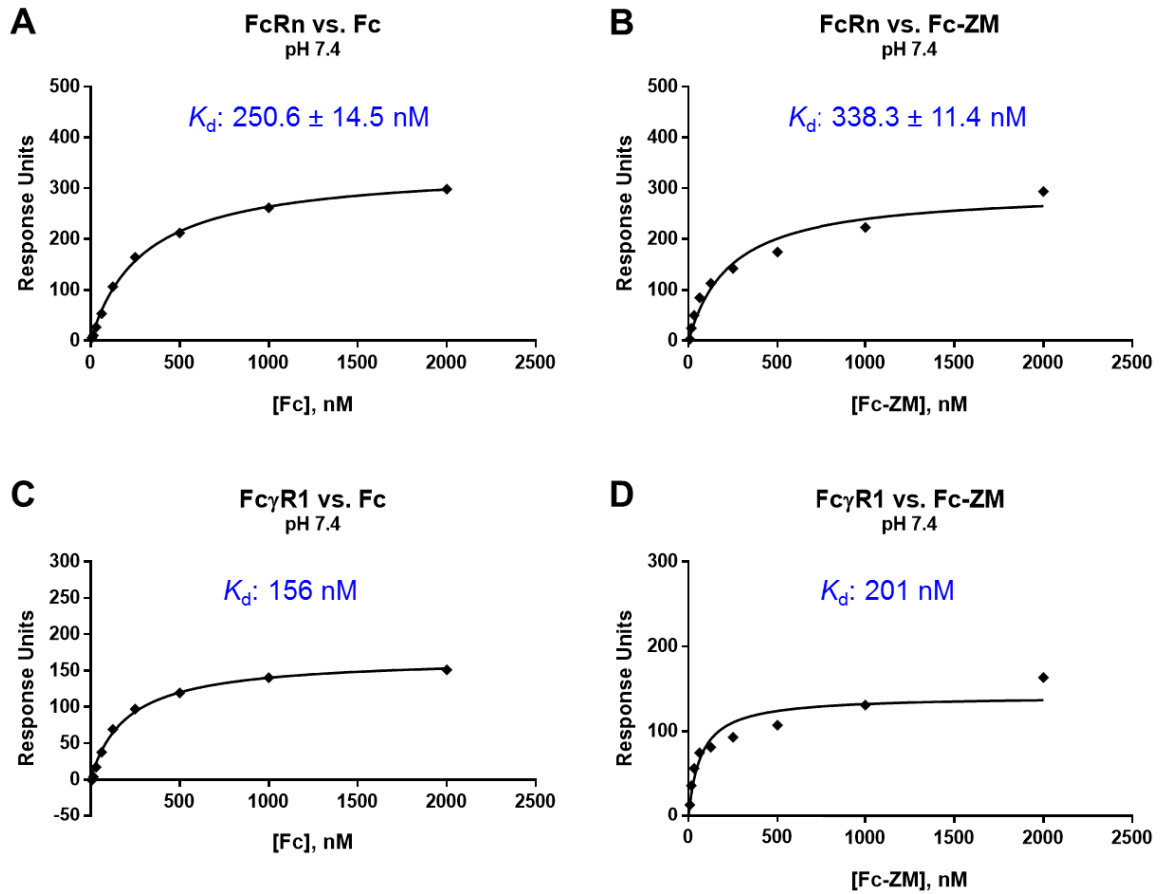 A
FcRn vs. Fc
pH 7.4
Kd: 250.6 ± 14.5 nM
Response Units
500
400
300
200
100
0
0 500 1000 1500 2000 2500
[Fc], nM
B
FcRn vs. Fc-ZM
pH 7.4
Kd: 338.3 ± 11.4 nM
Response Units
500
400
300
200
100
0
0 500 1000 1500 2000 2500
[Fc-ZM], nM
C
FcγR1 vs. Fc
pH 7.4
Kd: 156 nM
Response Units
300
250
200
150
100
50
0
-50
500 1000 1500 2000 2500
[Fc], nM
D
FcγR1 vs. Fc-ZM
pH 7.4
Kd: 201 nM
Response Units
300
200
100
0
0 500 1000 1500 2000 2500
[Fc-ZM], nM